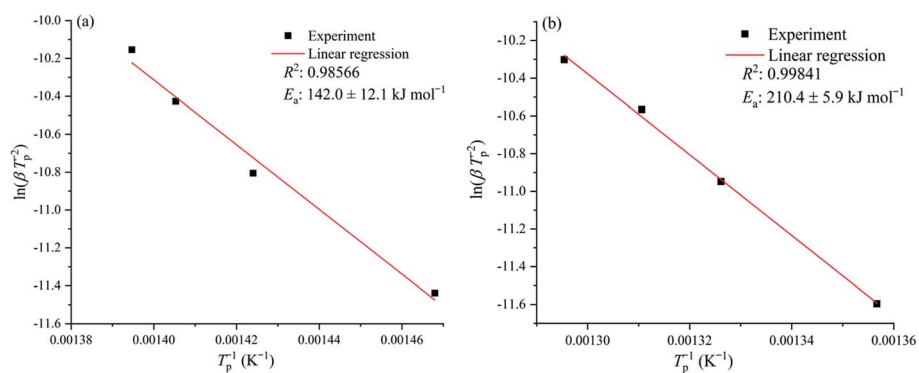 (a)
Experiment
Linear regression
R²: 0.98566
Eₐ: 142.0 ± 12.1 kJ mol⁻¹
ln(β Tₚ⁻²)
-10.0
-10.2
-10.4
-10.6
-10.8
-11.0
-11.2
-11.4
-11.6
0.00138
0.00140
0.00142
0.00144
0.00146
Tₚ⁻¹ (K⁻¹)
(b)
Experiment
Linear regression
R²: 0.99841
Eₐ: 210.4 ± 5.9 kJ mol⁻¹
ln(β Tₚ⁻²)
-10.2
-10.4
-10.6
-10.8
-11.0
-11.2
-11.4
-11.6
0.00130
0.00132
0.00134
0.00136
Tₚ⁻¹ (K⁻¹)